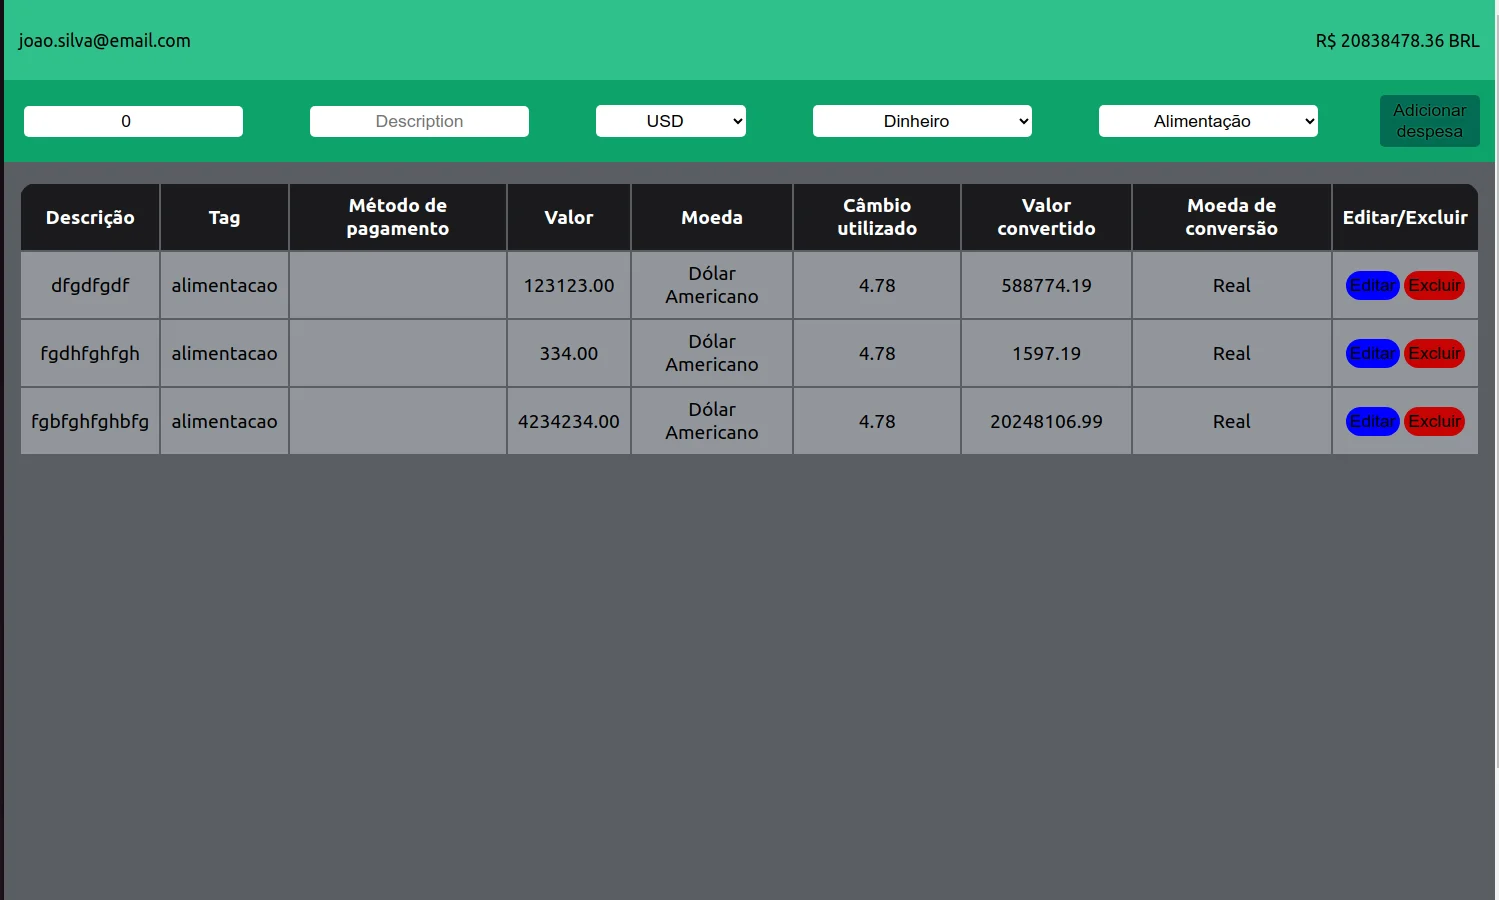 joao.silva@email.com R$ 20838478.36 BRL
0 Description USD Dinheiro Alimentação Adicionar
despesa
Descrição Tag Método de
pagamento Valor Moeda Câmbio
utilizado Valor
convertido Moeda de
conversão Editar/Excluir
dfgdfgdf alimentacao 123123.00 Dólar
Americano 4.78 588774.19 Real Editar Excluir
fgdhfghfgh alimentacao 334.00 Dólar
Americano 4.78 1597.19 Real Editar Excluir
fgbfghfghbfg alimentacao 4234234.00 Dólar
Americano 4.78 20248106.99 Real Editar Excluir